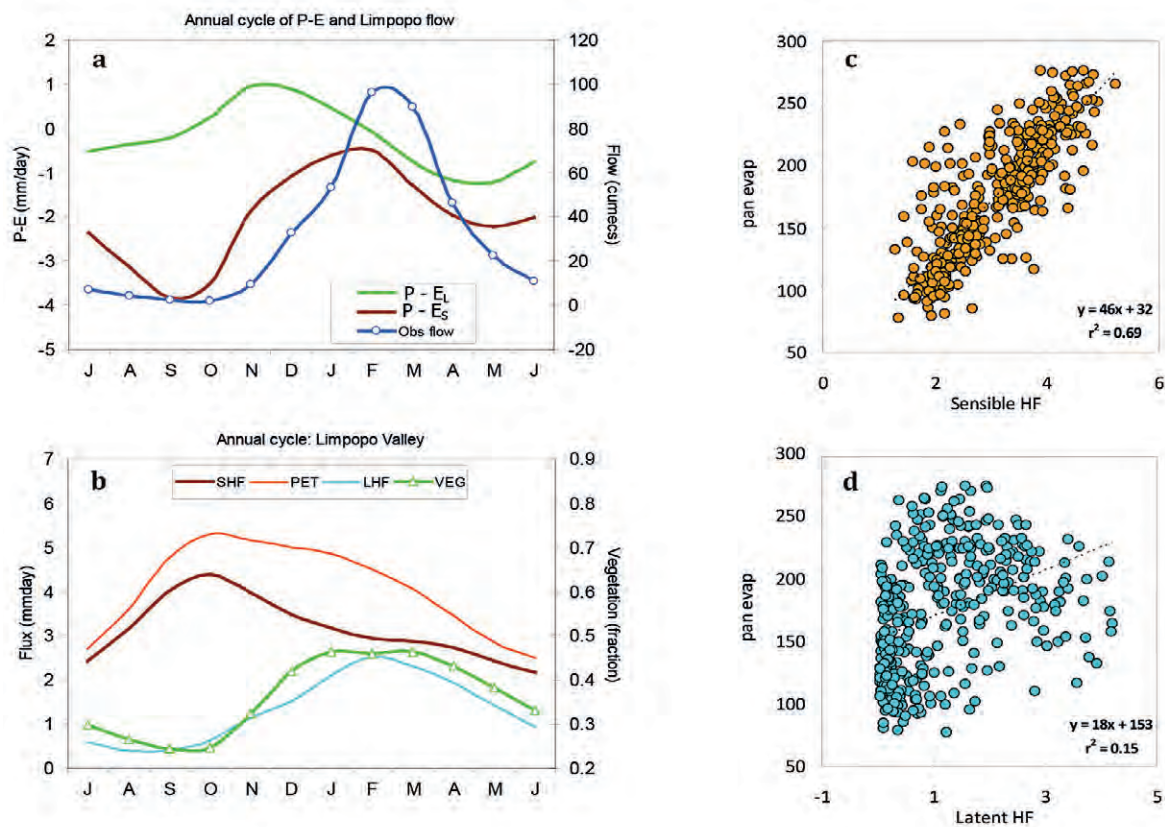 Annual cycle of P-E and Limpopo flow
a
2
1
0
-1
-2
-3
-4
-5
P-E (mm/day)
120
100
80
60
40
20
0
-20
Flow (cumecs)
P - E_L
P - E_S
Obs flow
J A S O N D J F M A M J
c
300
250
200
150
100
50
pan evap
y = 46x + 32
r² = 0.69
0 2 4 6
Sensible HF
Annual cycle: Limpopo Valley
b
SHF PET LHF VEG
7
6
5
4
3
2
1
0
Flux (mmday)
0.9
0.8
0.7
0.6
0.5
0.4
0.3
0.2
Vegetation (fraction)
J A S O N D J F M A M J
d
300
250
200
150
100
50
pan evap
y = 18x + 153
r² = 0.15
-1 1 3 5
Latent HF